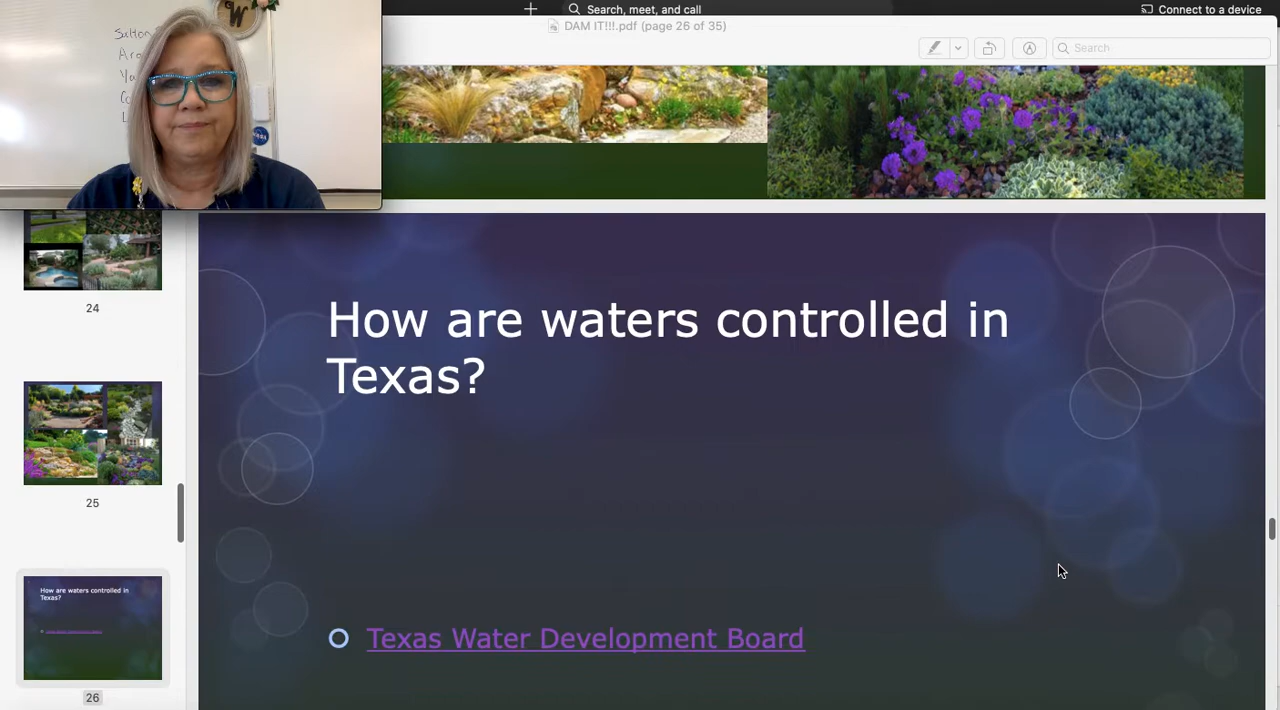 Search, meet, and call
Connect to a device
DAM IT!!!.pdf (page 26 of 35)
Search
W
NASA
24
25
How are waters controlled in
Texas?
26
How are waters controlled in
Texas?
Texas Water Development Board